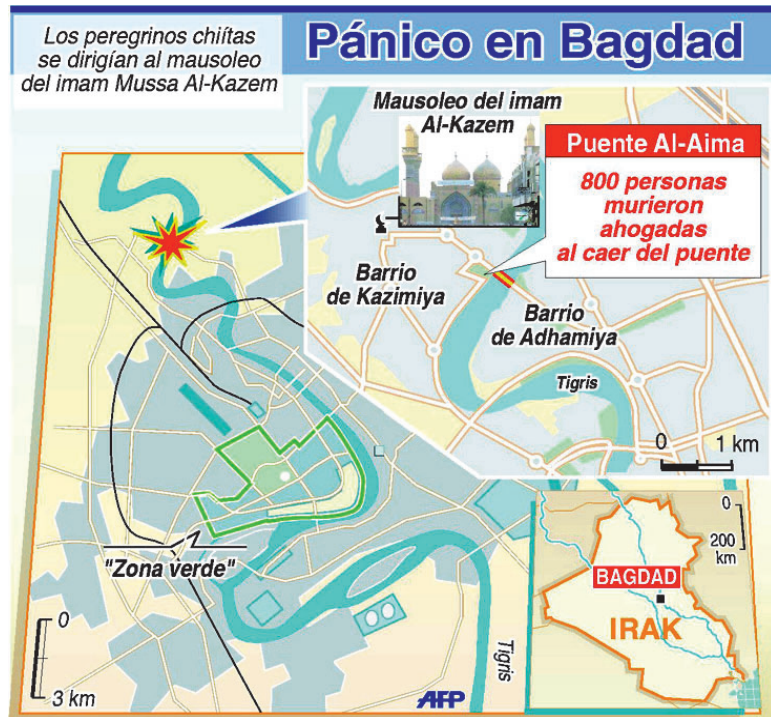 Los peregrinos chiítas
se dirigían al mausoleo
del imam Mussa Al-Kazem
Pánico en Bagdad
Mausoleo del imam
Al-Kazem
Puente Al-Aima
800 personas
murieron
ahogadas
al caer del puente
Barrio
de Kazimiya
Barrio
de Adhamiya
Tigris
0 1 km
"Zona verde"
0
3 km
Tigris
AFP
0
200
km
BAGDAD
IRAK